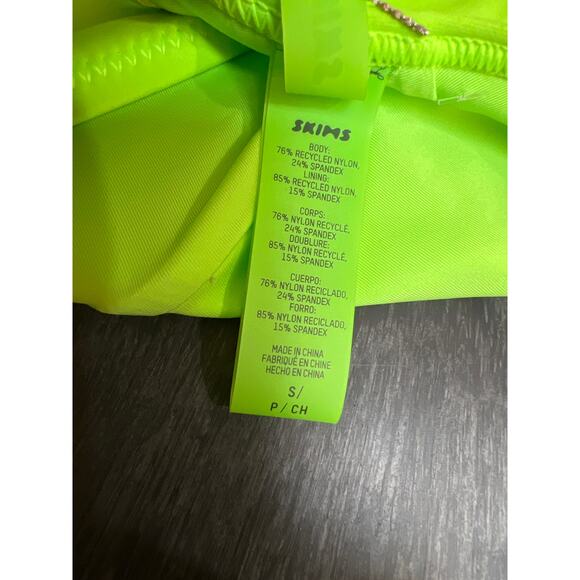 SKIMS
SKIMS
BODY:
76% RECYCLED NYLON,
24% SPANDEX
LINING:
85% RECYCLED NYLON,
15% SPANDEX
CORPS:
76% NYLON RECYCLÉ,
24% SPANDEX
DOUBLURE:
85% NYLON RECYCLÉ,
15% SPANDEX
CUERPO:
76% NYLON RECICLADO,
24% SPANDEX
FORRO:
85% NYLON RECICLADO,
15% SPANDEX
MADE IN CHINA
FABRIQUÉ EN CHINE
HECHO EN CHINA
S/
P / CH